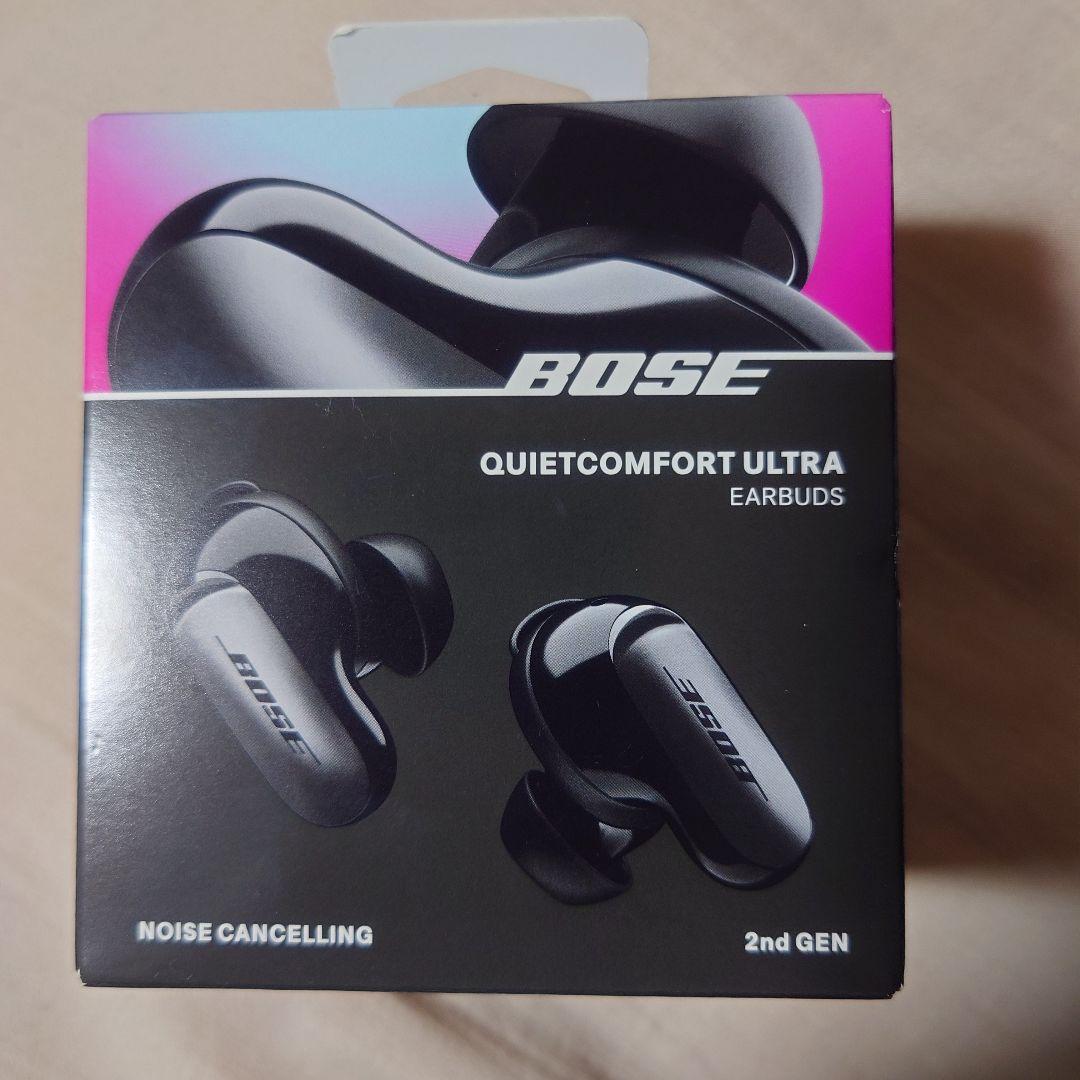 BOSE
QUIETCOMFORT ULTRA
EARBUDS
BOSE
BOSE
NOISE CANCELLING
2nd GEN